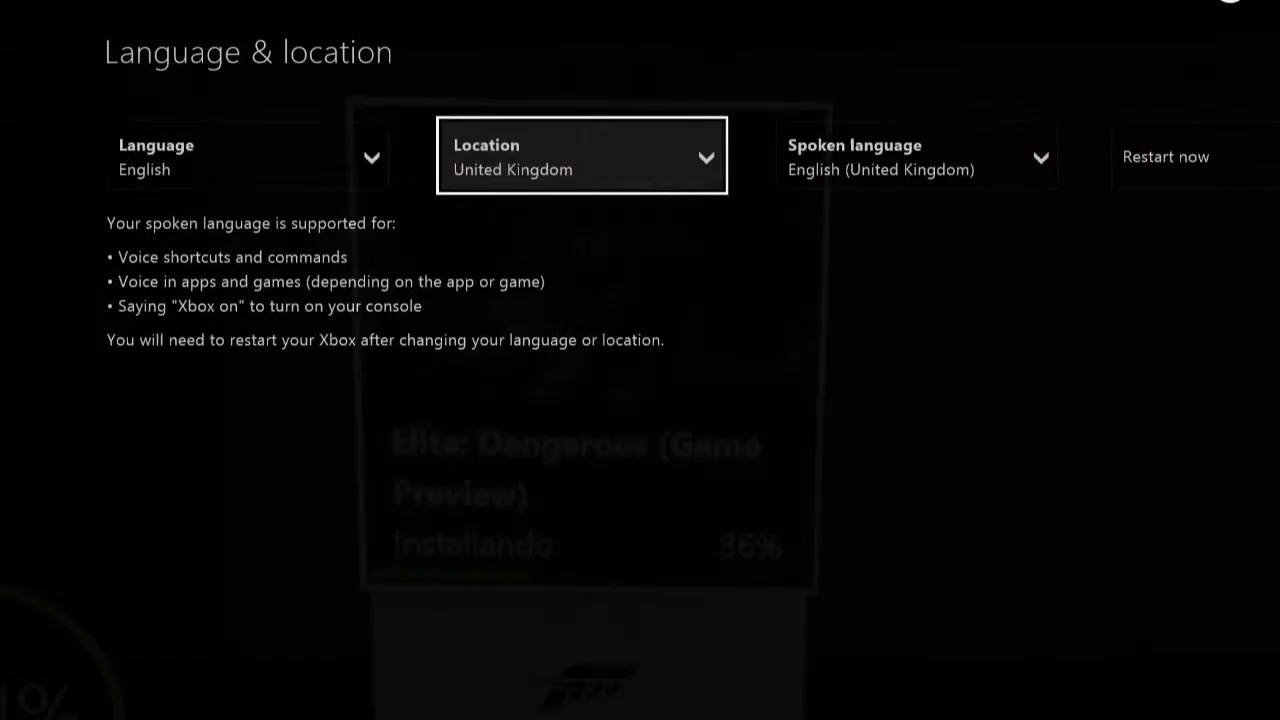 Language & location
Language
English
Location
United Kingdom
Spoken language
English (United Kingdom)
Restart now
Your spoken language is supported for:
• Voice shortcuts and commands
• Voice in apps and games (depending on the app or game)
• Saying "Xbox on" to turn on your console
You will need to restart your Xbox after changing your language or location.
Elite: Dangerous (Game
Preview)
Instaliando 36%
1%